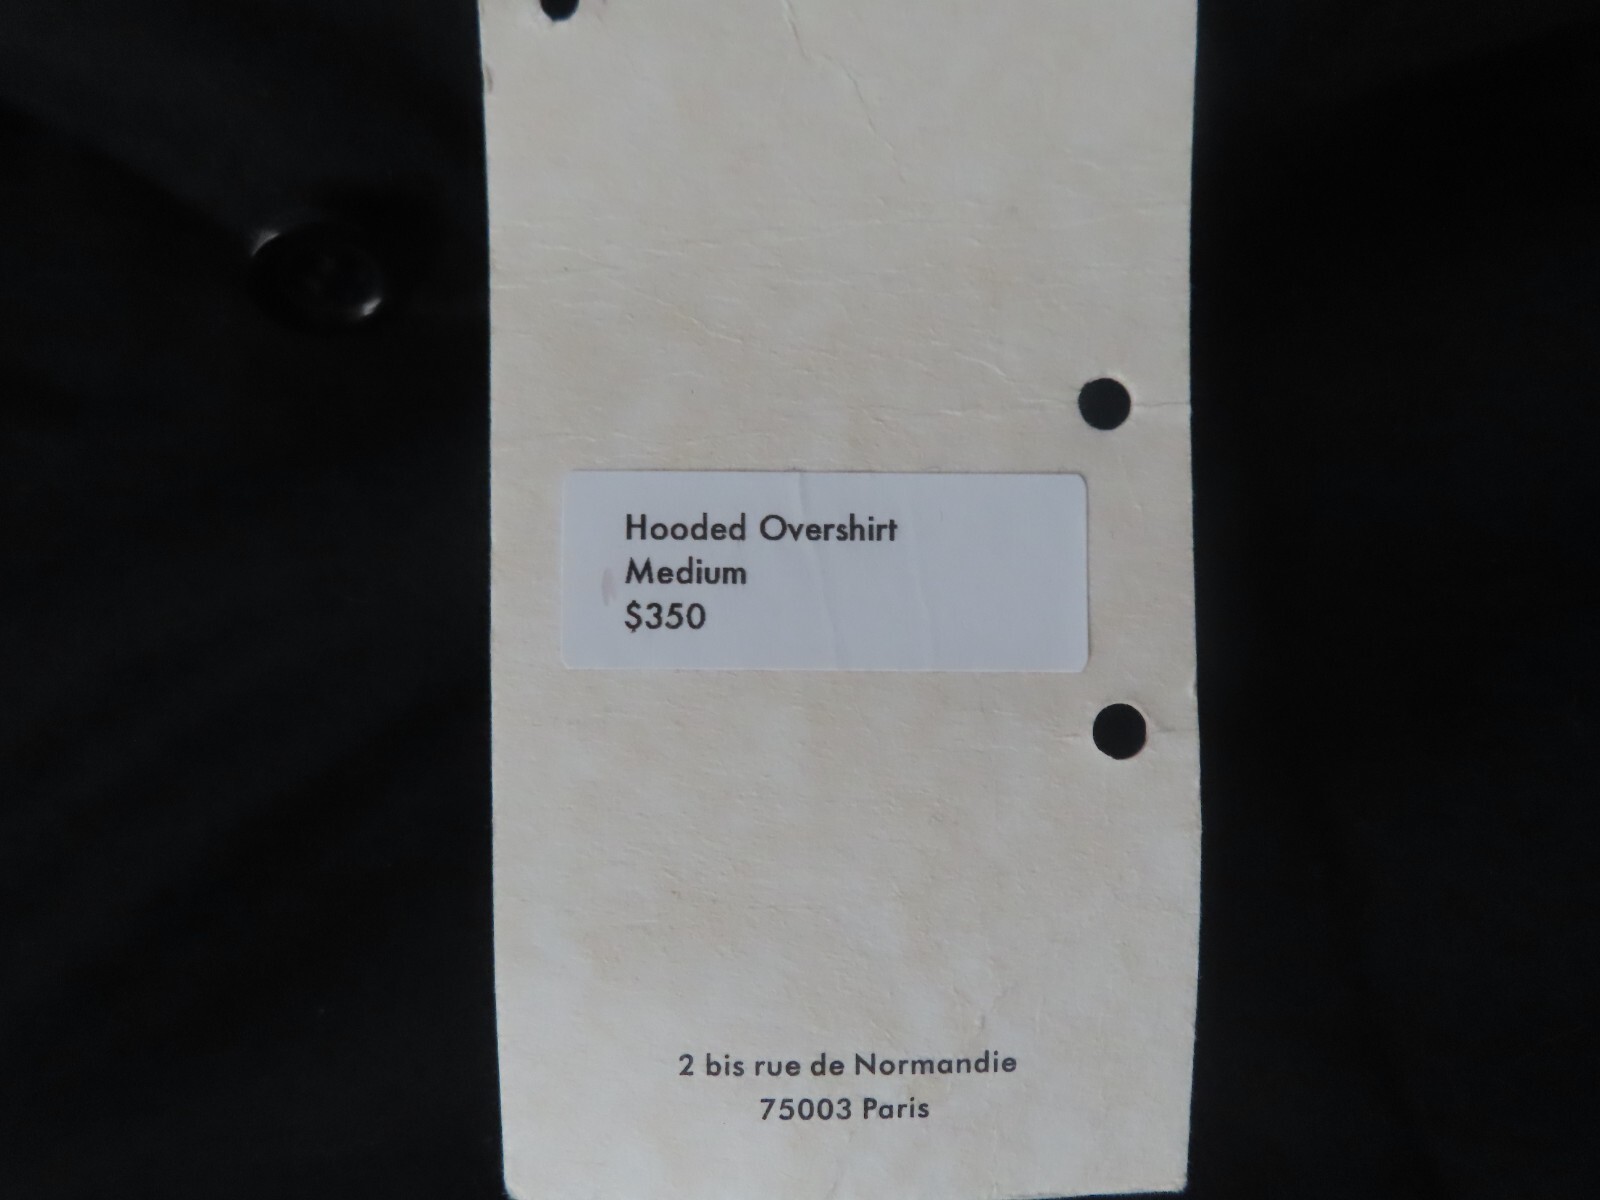 Hooded Overshirt
Medium
$350
2 bis rue de Normandie
75003 Paris